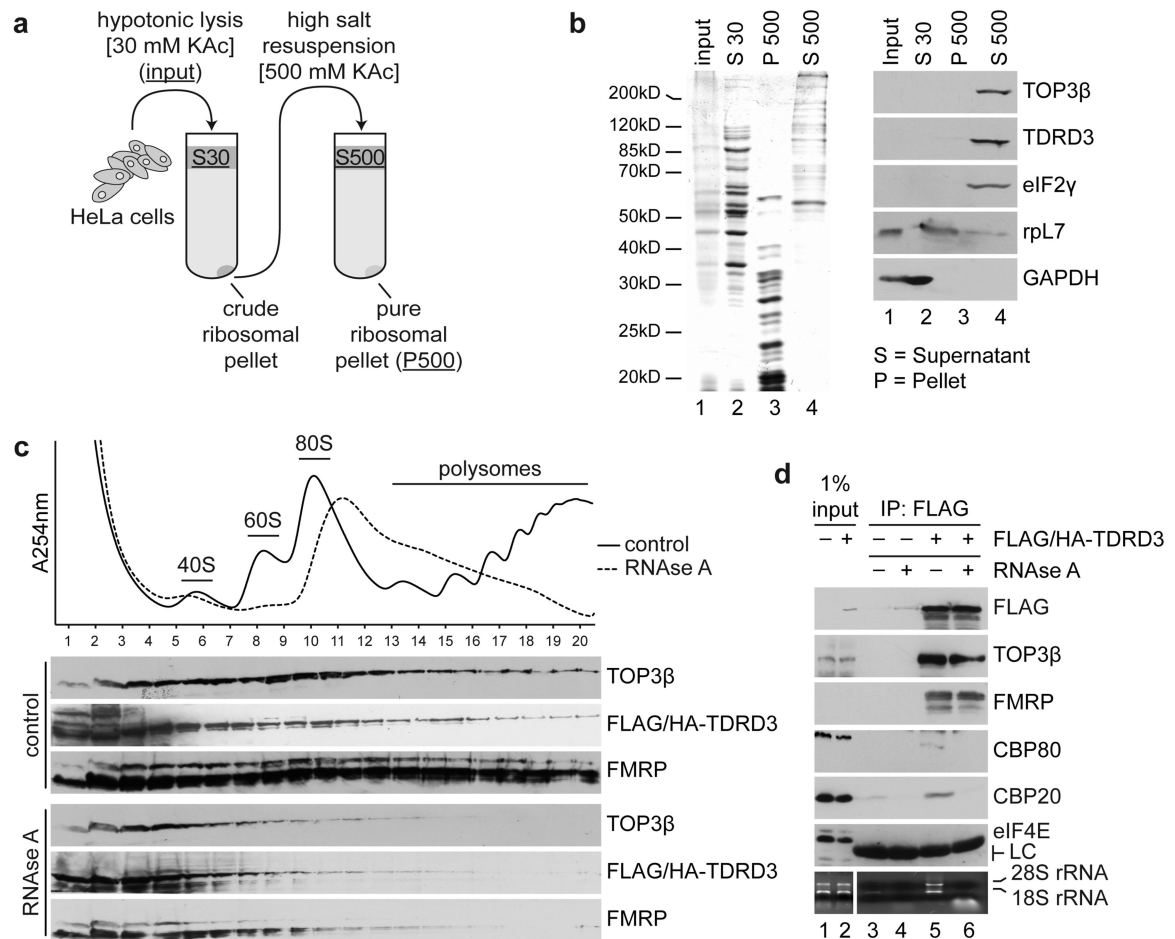 a
hypotonic lysis
[30 mM KAc]
(input)
high salt
resuspension
[500 mM KAc]
S30
S500
HeLa cells
crude
ribosomal
pellet
pure
ribosomal
pellet (P500)
b
input
S 30
P 500
S 500
200kD
120kD
85kD
70kD
50kD
40kD
30kD
25kD
20kD
1 2 3 4
Input
S 30
P 500
S 500
TOP3β
TDRD3
eIF2γ
rpL7
GAPDH
1 2 3 4
S = Supernatant
P = Pellet
c
A254nm
40S
60S
80S
polysomes
control
RNAse A
1 2 3 4 5 6 7 8 9 10 11 12 13 14 15 16 17 18 19 20
control
TOP3β
FLAG/HA-TDRD3
FMRP
RNAse A
TOP3β
FLAG/HA-TDRD3
FMRP
d
1%
input
IP: FLAG
– + – – + + FLAG/HA-TDRD3
– + – + RNAse A
FLAG
TOP3β
FMRP
CBP80
CBP20
eIF4E
LC
28S rRNA
18S rRNA
1 2 3 4 5 6